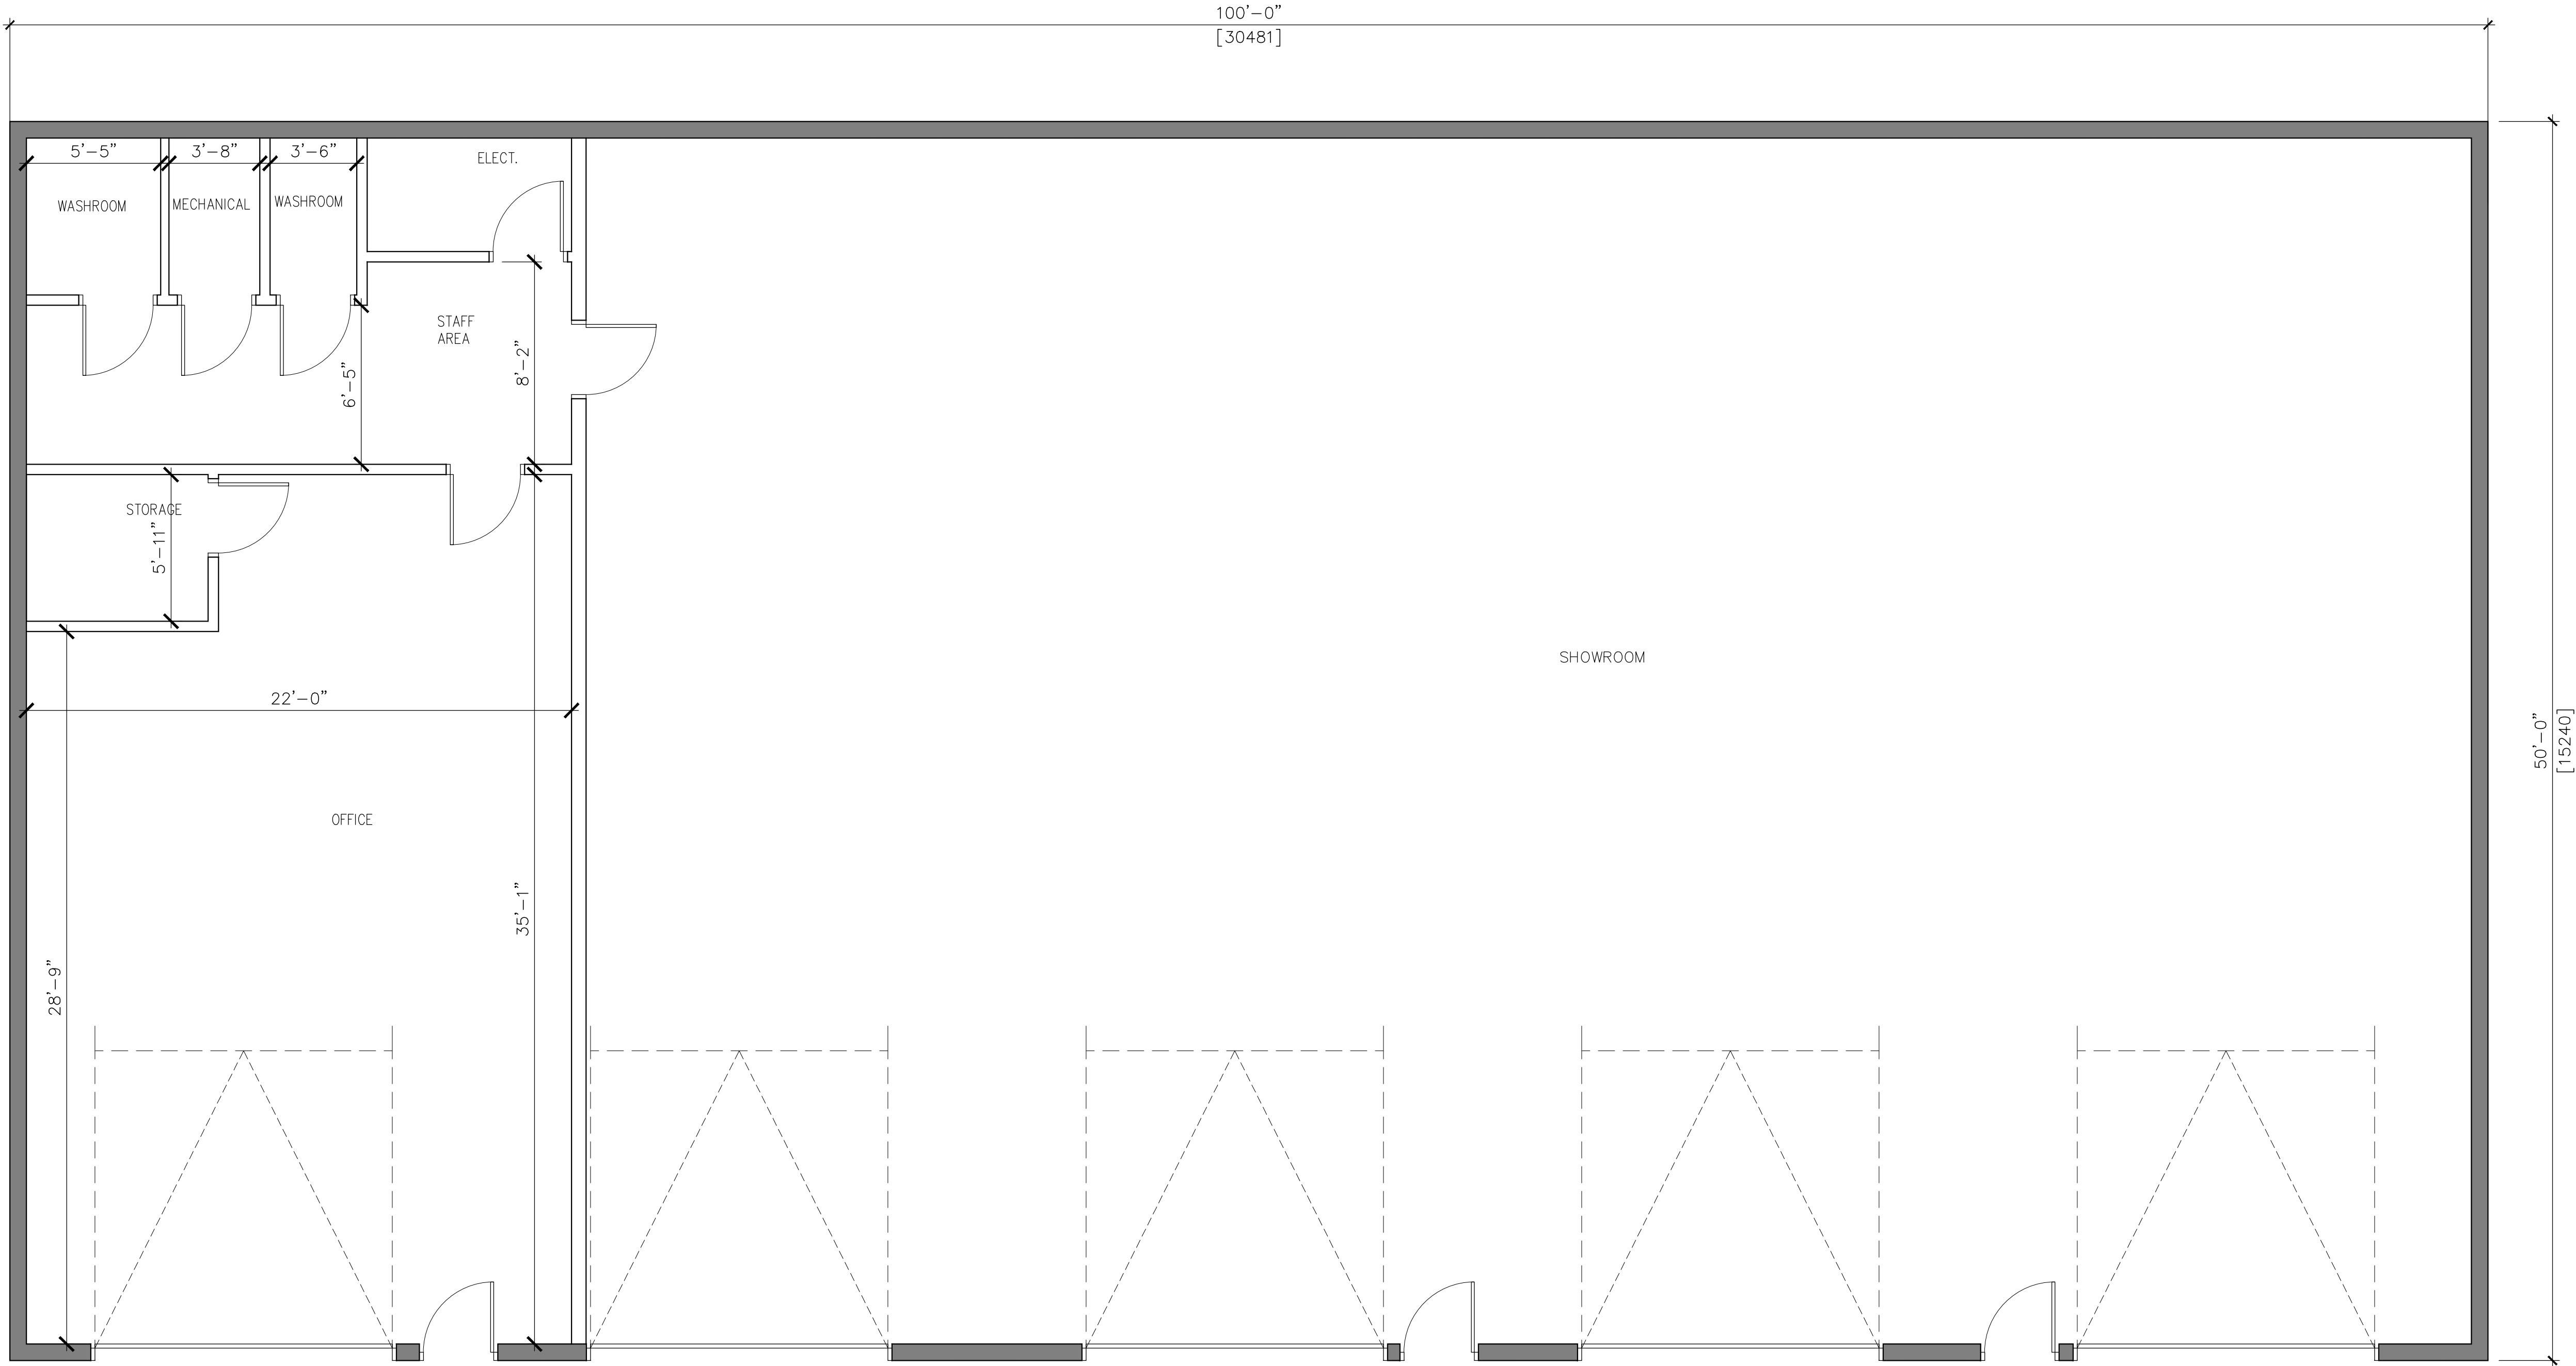 100'-0"
[30481]
5'-5"
3'-8"
3'-6"
ELECT.
WASHROOM
MECHANICAL
WASHROOM
STAFF
AREA
6'-5"
8'-2"
STORAGE
5'-11"
SHOWROOM
22'-0"
50'-0"
[15240]
OFFICE
35'-1"
28'-9"